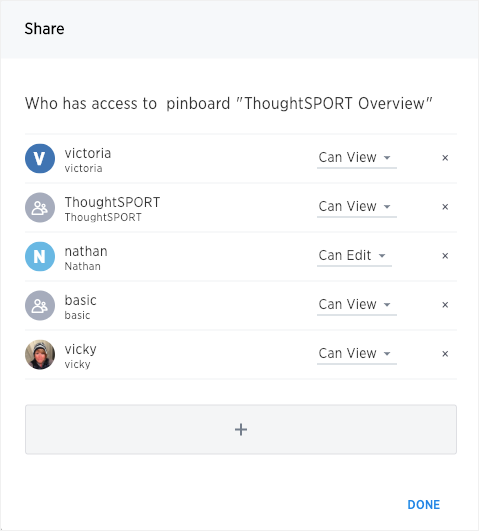 Share
Who has access to pinboard "ThoughtSPORT Overview"
V
victoria
victoria
Can View
×
ThoughtSPORT
ThoughtSPORT
Can View
×
N
nathan
Nathan
Can Edit
×
basic
basic
Can View
×
vicky
vicky
Can View
×
+
DONE